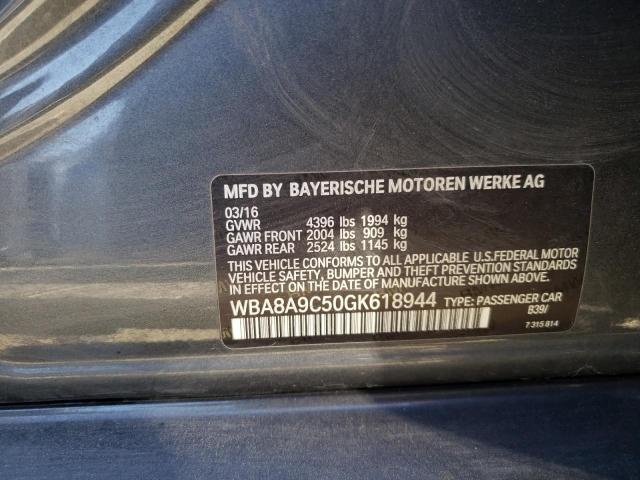 MFD BY BAYERISCHE MOTOREN WERKE AG
03/16
GVWR 4396 lbs 1994 kg
GAWR FRONT 2004 lbs 909 kg
GAWR REAR 2524 lbs 1145 kg
THIS VEHICLE CONFORMS TO ALL APPLICABLE U.S.FEDERAL MOTOR
VEHICLE SAFETY, BUMPER AND THEFT PREVENTION STANDARDS
IN EFFECT ON THE DATE OF MANUFACTURE SHOWN ABOVE.
WBA8A9C50GK618944 TYPE: PASSENGER CAR
B39/
7 315 814